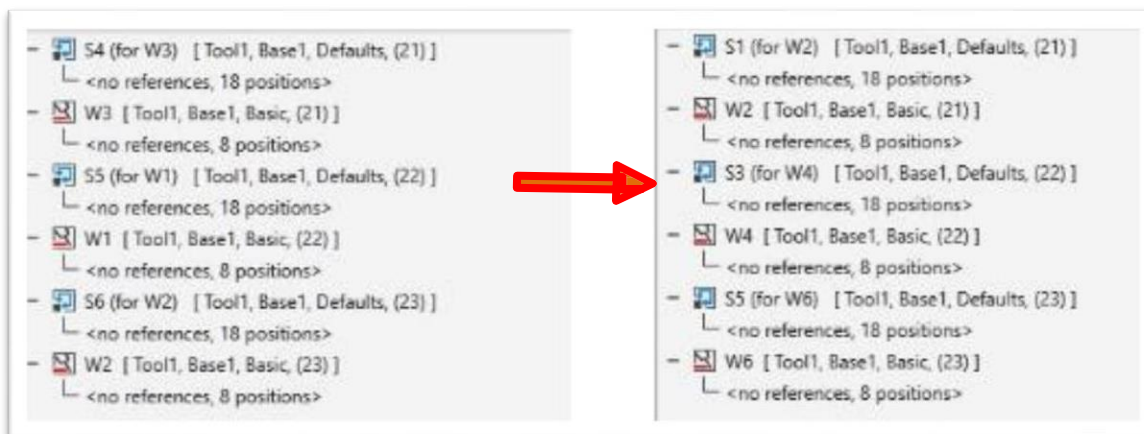 S4 (for W3) [ Tool1, Base1, Defaults, (21) ]
<no references, 18 positions>
W3 [ Tool1, Base1, Basic, (21) ]
<no references, 8 positions>
S5 (for W1) [ Tool1, Base1, Defaults, (22) ]
<no references, 18 positions>
W1 [ Tool1, Base1, Basic, (22) ]
<no references, 8 positions>
S6 (for W2) [ Tool1, Base1, Defaults, (23) ]
<no references, 18 positions>
W2 [ Tool1, Base1, Basic, (23) ]
<no references, 8 positions>
S1 (for W2) [ Tool1, Base1, Defaults, (21) ]
<no references, 18 positions>
W2 [ Tool1, Base1, Basic, (21) ]
<no references, 8 positions>
S3 (for W4) [ Tool1, Base1, Defaults, (22) ]
<no references, 18 positions>
W4 [ Tool1, Base1, Basic, (22) ]
<no references, 8 positions>
S5 (for W6) [ Tool1, Base1, Defaults, (23) ]
<no references, 18 positions>
W6 [ Tool1, Base1, Basic, (23) ]
<no references, 8 positions>